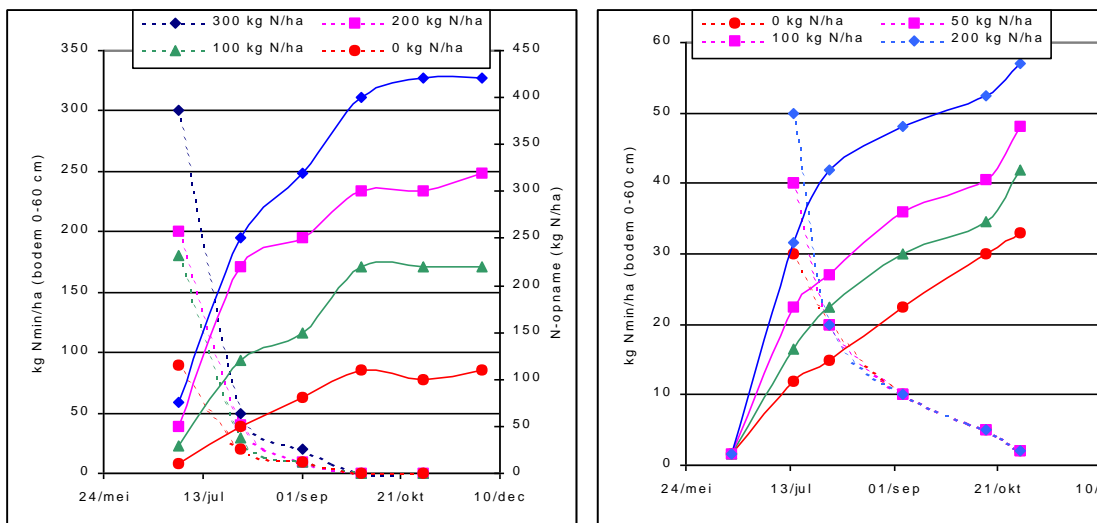 300 kg N/ha
200 kg N/ha
100 kg N/ha
0 kg N/ha
kg Nmin/ha (bodem 0-60 cm)
350
300
250
200
150
100
50
0
450
400
350
300
250
200
150
100
50
0
N-opname (kg N/ha)
24/mei
13/jul
01/sep
21/okt
10/dec
0 kg N/ha
50 kg N/ha
100 kg N/ha
200 kg N/ha
kg Nmin/ha (bodem 0-60 cm)
60
50
40
30
20
10
0
24/mei
13/jul
01/sep
21/okt